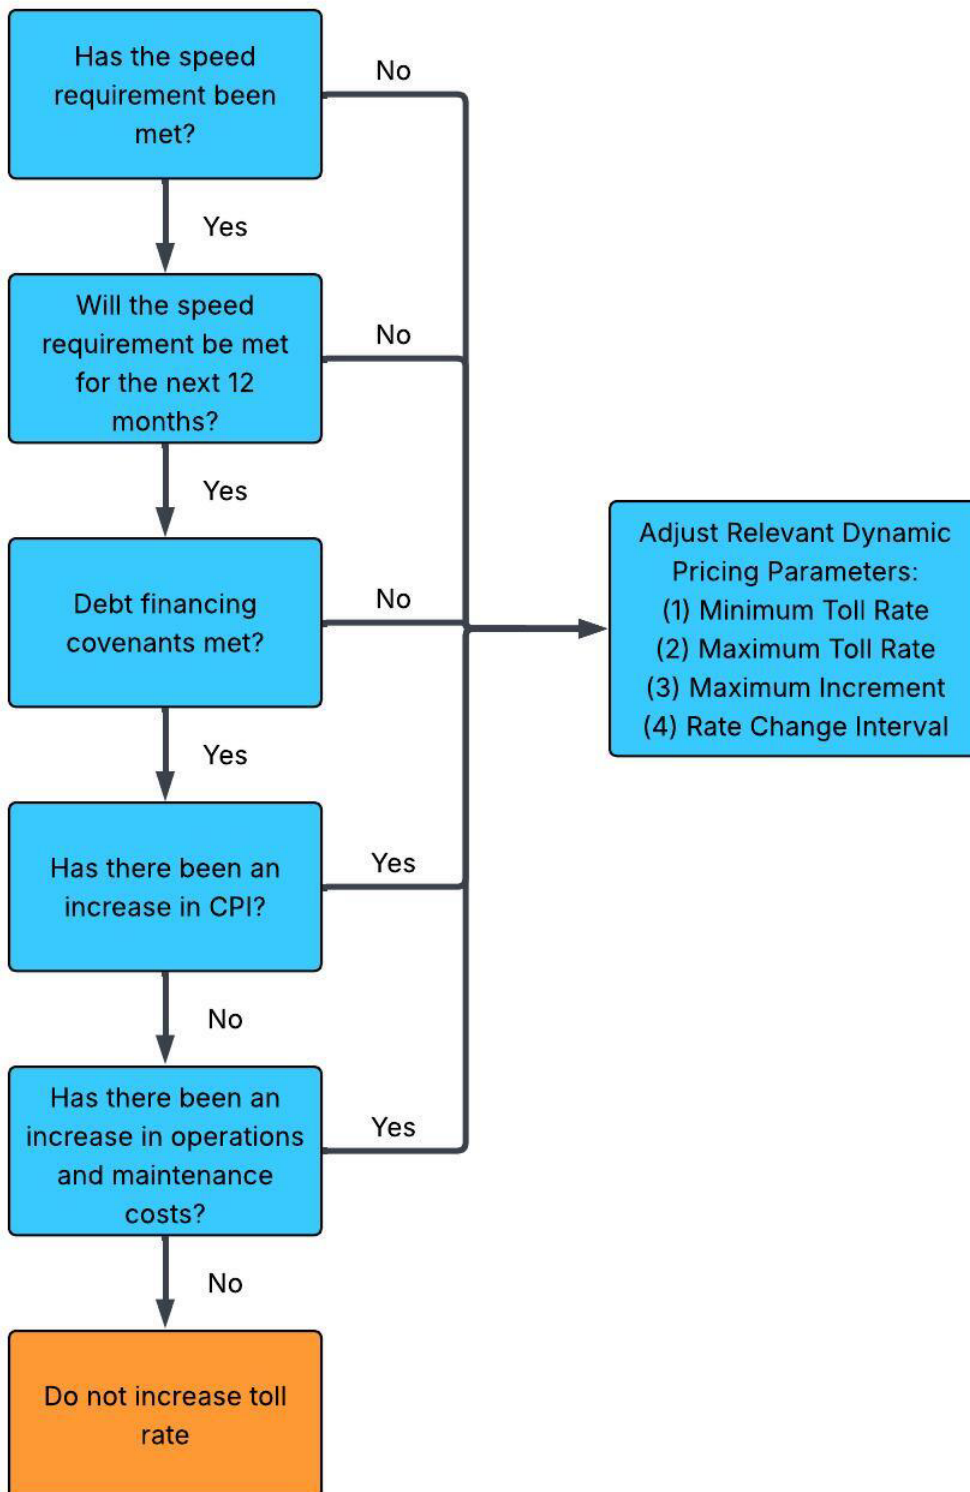 Has the speed
requirement been
met?
No
Yes
Will the speed
requirement be met
for the next 12
months?
No
Yes
Debt financing
covenants met?
No
Yes
Adjust Relevant Dynamic
Pricing Parameters:
(1) Minimum Toll Rate
(2) Maximum Toll Rate
(3) Maximum Increment
(4) Rate Change Interval
Has there been an
increase in CPI?
Yes
No
Has there been an
increase in operations
and maintenance
costs?
Yes
No
Do not increase toll
rate